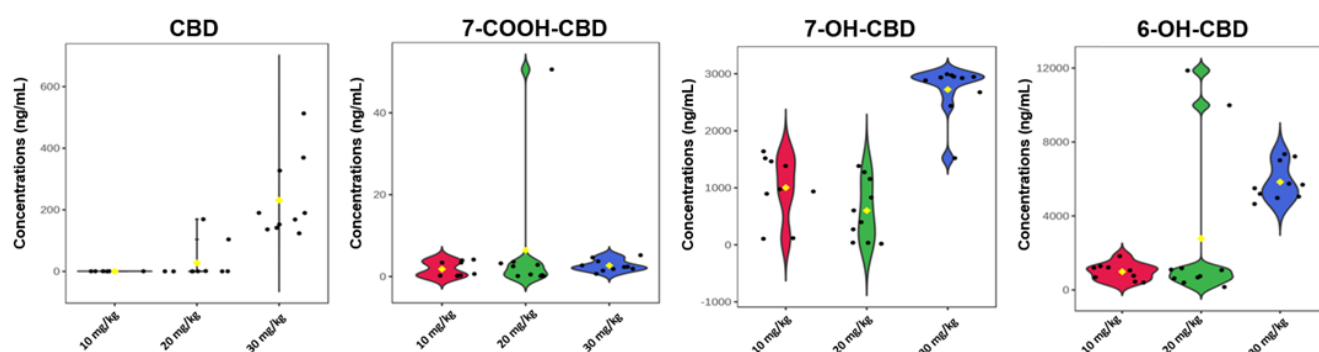 CBD
Concentrations (ng/mL)
600
400
200
0
10 mg/kg
20 mg/kg
30 mg/kg
7-COOH-CBD
Concentrations (ng/mL)
40
20
0
10 mg/kg
20 mg/kg
30 mg/kg
7-OH-CBD
Concentrations (ng/mL)
3000
2000
1000
0
-1000
10 mg/kg
20 mg/kg
30 mg/kg
6-OH-CBD
Concentrations (ng/mL)
12000
8000
4000
0
10 mg/kg
20 mg/kg
30 mg/kg